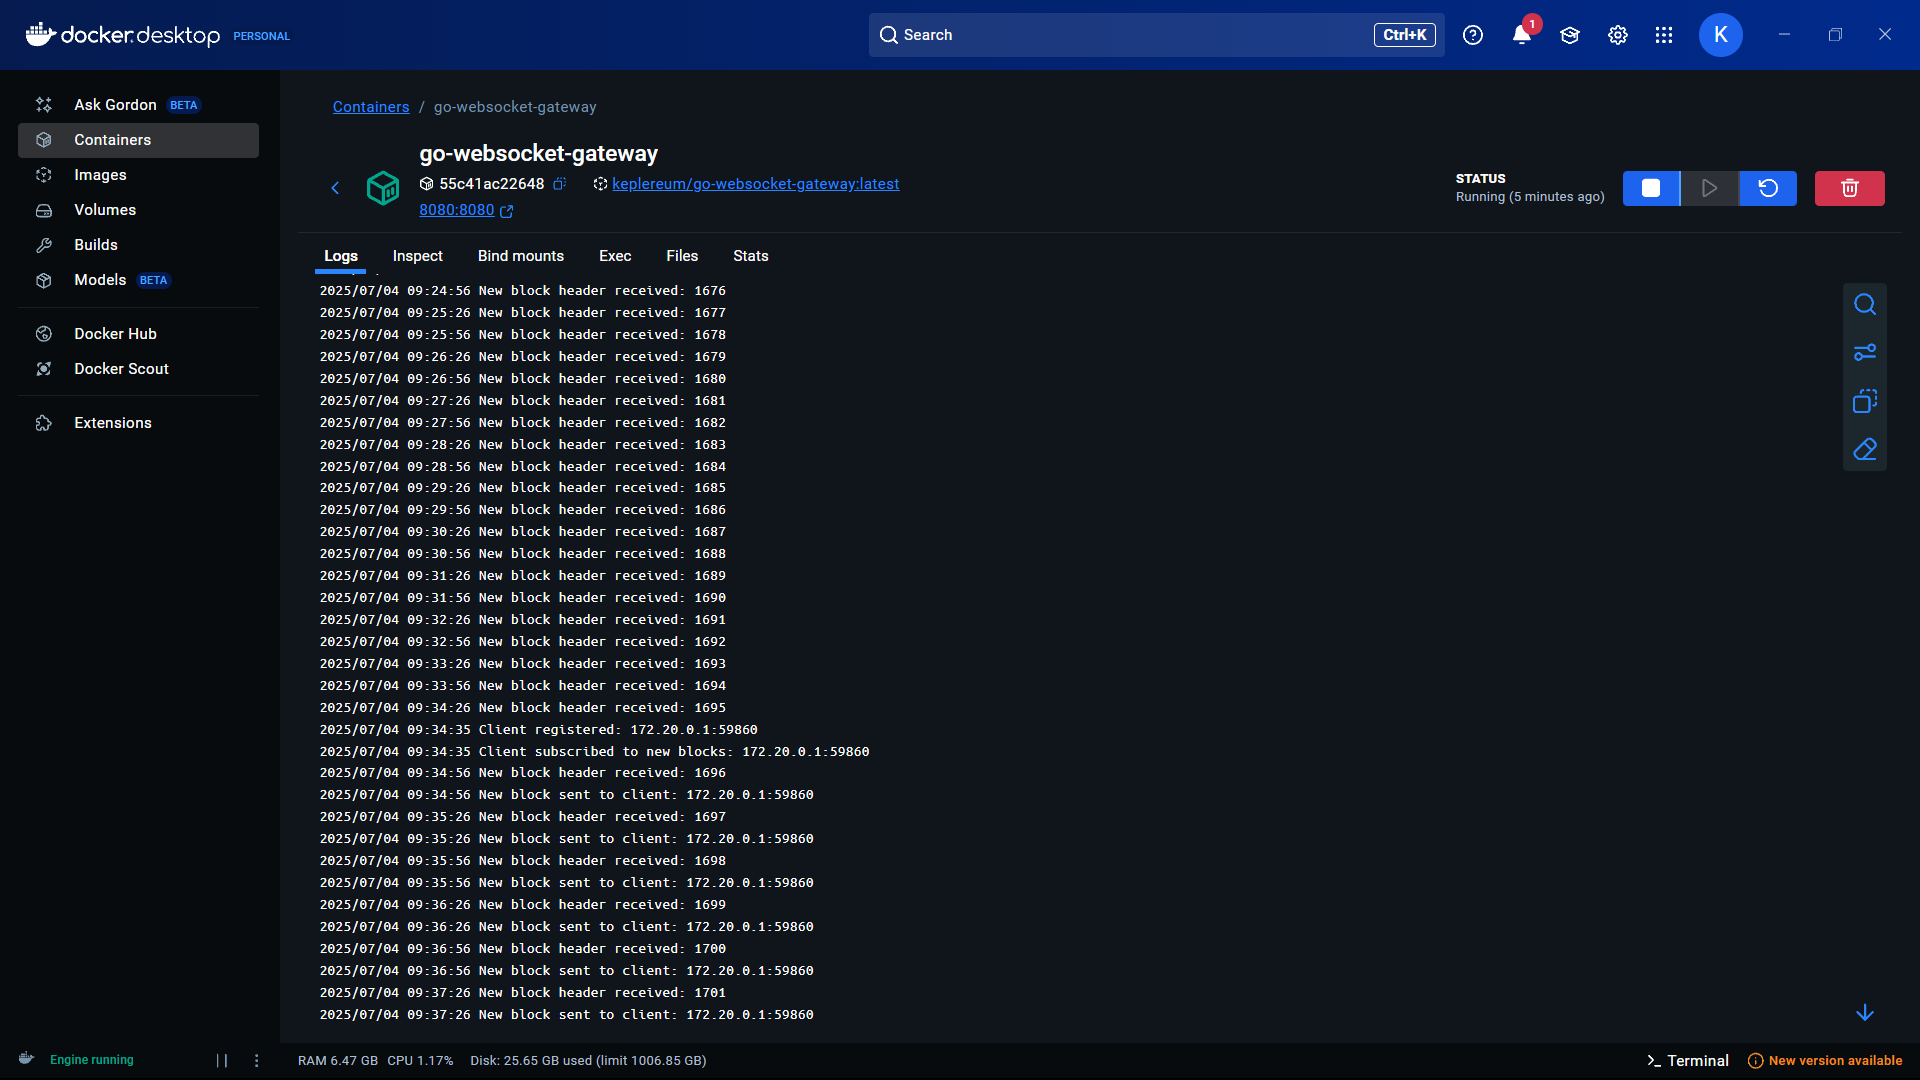 docker.desktop PERSONAL
Search Ctrl+K
1
K
Ask Gordon BETA
Containers
Images
Volumes
Builds
Models BETA
Docker Hub
Docker Scout
Extensions
Containers / go-websocket-gateway
go-websocket-gateway
55c41ac22648 keplereum/go-websocket-gateway:latest
8080:8080
STATUS
Running (5 minutes ago)
Logs Inspect Bind mounts Exec Files Stats
2025/07/04 09:24:56 New block header received: 1676
2025/07/04 09:25:26 New block header received: 1677
2025/07/04 09:25:56 New block header received: 1678
2025/07/04 09:26:26 New block header received: 1679
2025/07/04 09:26:56 New block header received: 1680
2025/07/04 09:27:26 New block header received: 1681
2025/07/04 09:27:56 New block header received: 1682
2025/07/04 09:28:26 New block header received: 1683
2025/07/04 09:28:56 New block header received: 1684
2025/07/04 09:29:26 New block header received: 1685
2025/07/04 09:29:56 New block header received: 1686
2025/07/04 09:30:26 New block header received: 1687
2025/07/04 09:30:56 New block header received: 1688
2025/07/04 09:31:26 New block header received: 1689
2025/07/04 09:31:56 New block header received: 1690
2025/07/04 09:32:26 New block header received: 1691
2025/07/04 09:32:56 New block header received: 1692
2025/07/04 09:33:26 New block header received: 1693
2025/07/04 09:33:56 New block header received: 1694
2025/07/04 09:34:26 New block header received: 1695
2025/07/04 09:34:35 Client registered: 172.20.0.1:59860
2025/07/04 09:34:35 Client subscribed to new blocks: 172.20.0.1:59860
2025/07/04 09:34:56 New block header received: 1696
2025/07/04 09:34:56 New block sent to client: 172.20.0.1:59860
2025/07/04 09:35:26 New block header received: 1697
2025/07/04 09:35:26 New block sent to client: 172.20.0.1:59860
2025/07/04 09:35:56 New block header received: 1698
2025/07/04 09:35:56 New block sent to client: 172.20.0.1:59860
2025/07/04 09:36:26 New block header received: 1699
2025/07/04 09:36:26 New block sent to client: 172.20.0.1:59860
2025/07/04 09:36:56 New block header received: 1700
2025/07/04 09:36:56 New block sent to client: 172.20.0.1:59860
2025/07/04 09:37:26 New block header received: 1701
2025/07/04 09:37:26 New block sent to client: 172.20.0.1:59860
Engine running
RAM 6.47 GB CPU 1.17% Disk: 25.65 GB used (limit 1006.85 GB)
Terminal
New version available